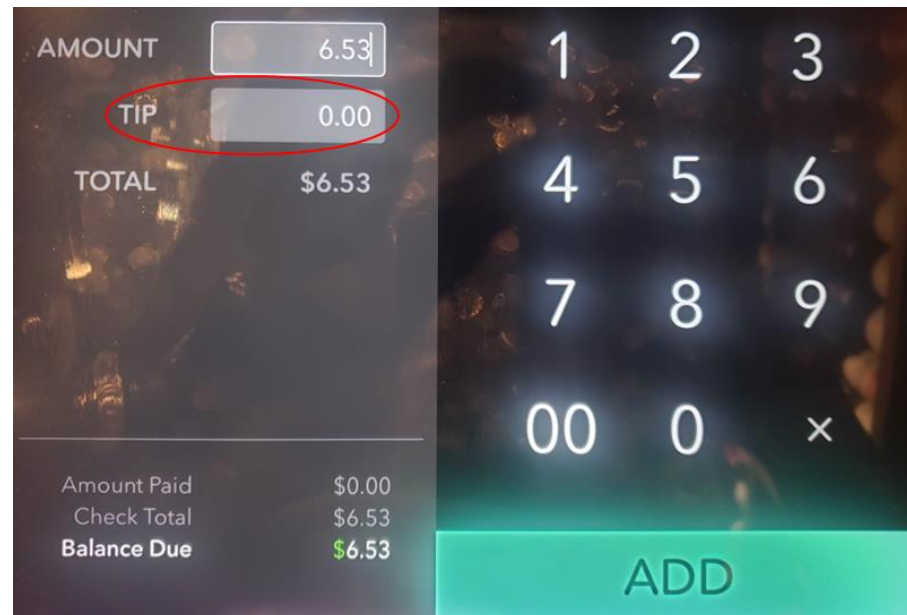 AMOUNT 6.53
TIP 0.00
TOTAL $6.53
Amount Paid $0.00
Check Total $6.53
Balance Due $6.53
1 2 3
4 5 6
7 8 9
00 0 ×
ADD